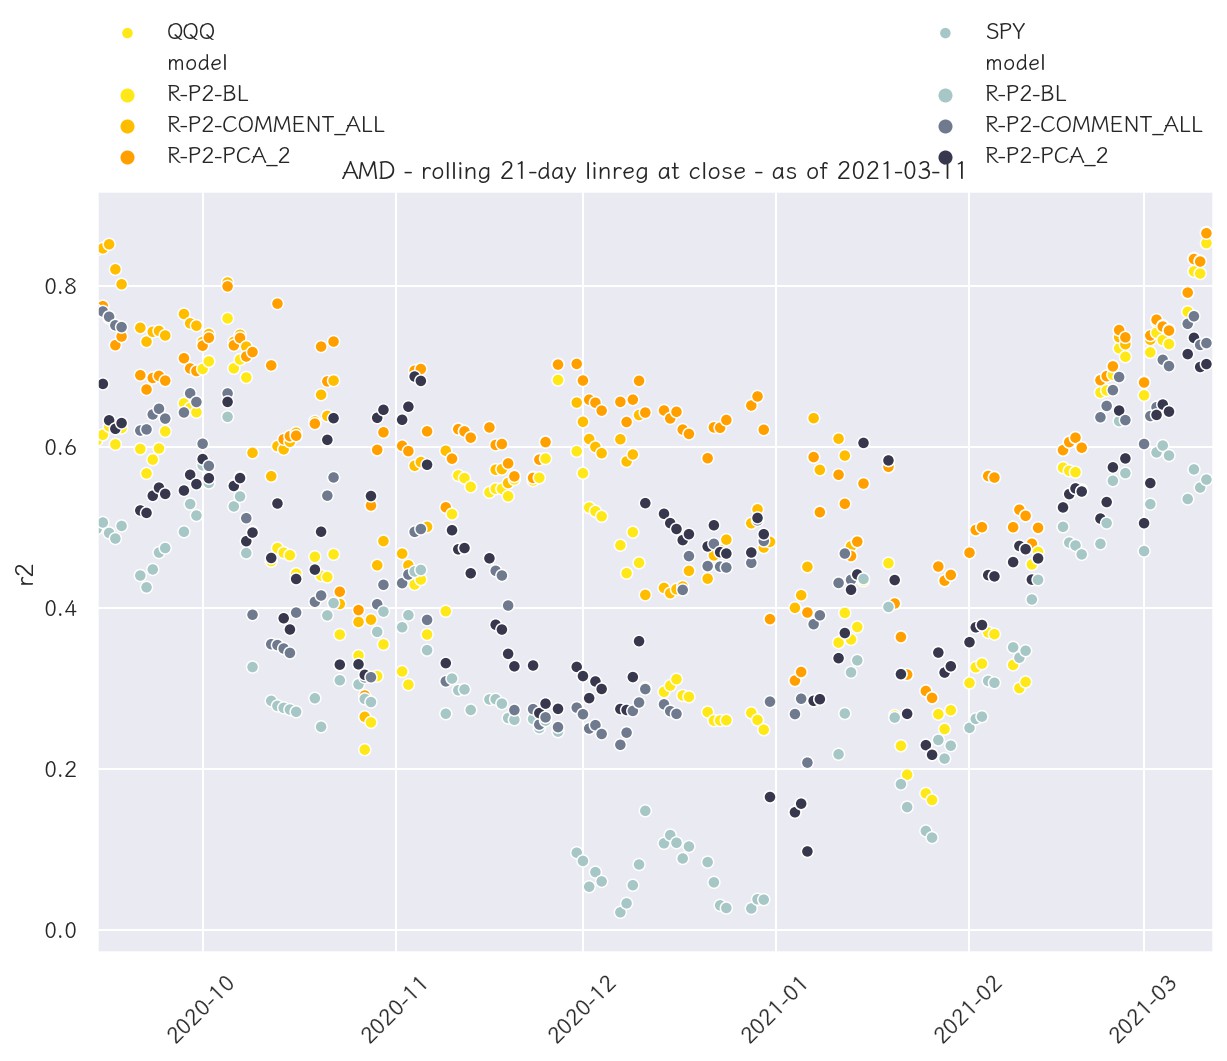 QQQ
model
R-P2-BL
R-P2-COMMENT_ALL
R-P2-PCA_2
SPY
model
R-P2-BL
R-P2-COMMENT_ALL
R-P2-PCA_2
AMD - rolling 21-day linreg at close - as of 2021-03-11
r2
0.8
0.6
0.4
0.2
0.0
2020-10
2020-11
2020-12
2021-01
2021-02
2021-03